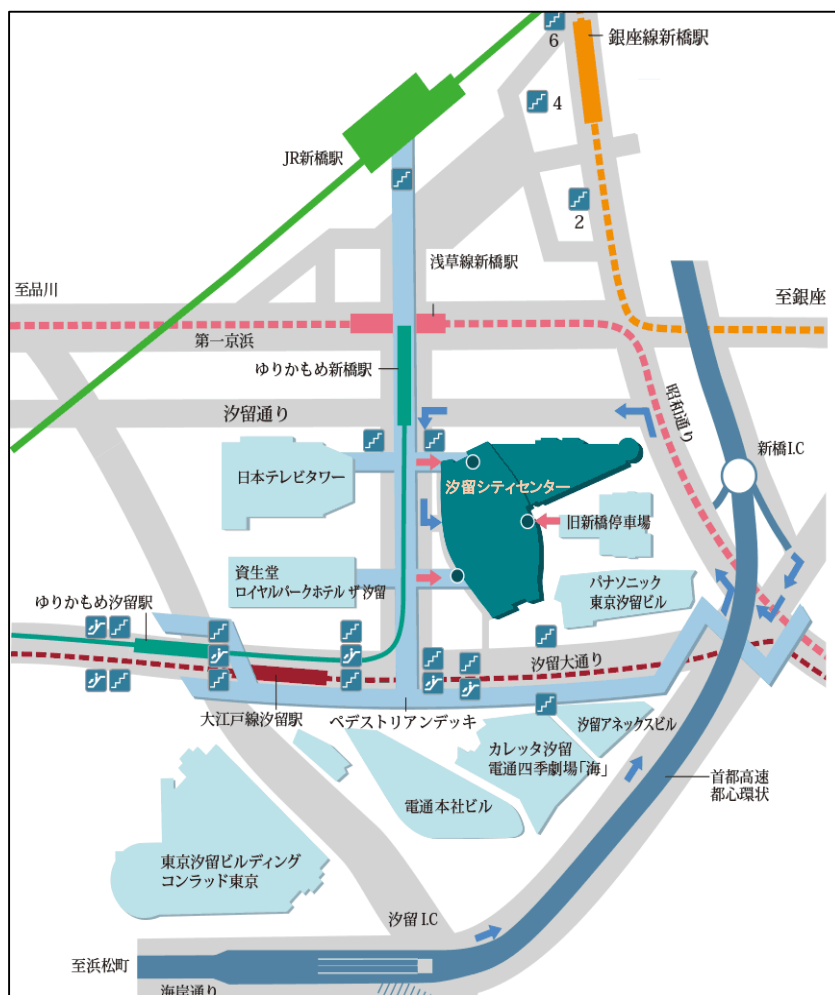 6
銀座線新橋駅
4
JR新橋駅
2
浅草線新橋駅
至品川
至銀座
第一京浜
ゆりかもめ新橋駅
昭和通り
汐留通り
新橋I.C
日本テレビタワー
汐留シティセンター
旧新橋停車場
資生堂
ロイヤルパークホテル ザ 汐留
パナソニック
東京汐留ビル
ゆりかもめ汐留駅
汐留大通り
大江戸線汐留駅
ペデストリアンデッキ
汐留アネックスビル
カレッタ汐留
電通四季劇場「海」
首都高速
都心環状
電通本社ビル
東京汐留ビルディング
コンラッド東京
汐留 I.C
至浜松町
海岸通り